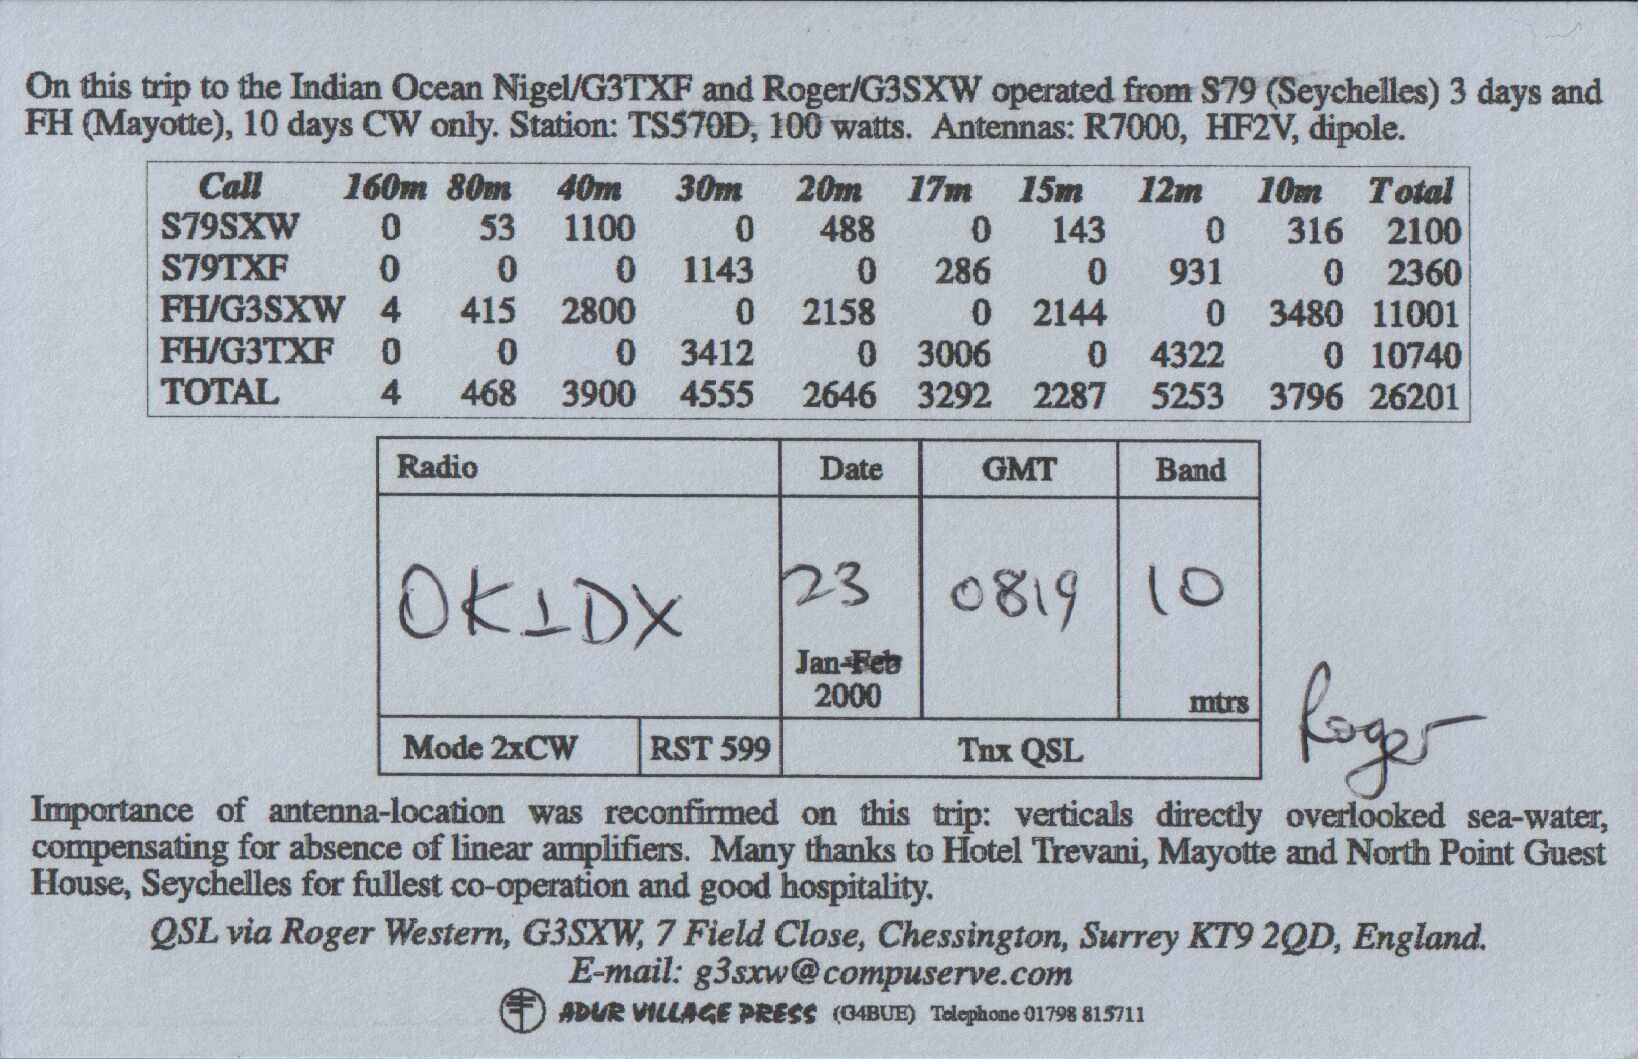 On this trip to the Indian Ocean Nigel/G3TXF and Roger/G3SXW operated from S79 (Seychelles) 3 days and
FH (Mayotte), 10 days CW only. Station: TS570D, 100 watts. Antennas: R7000, HF2V, dipole.
Call 160m 80m 40m 30m 20m 17m 15m 12m 10m Total
S79SXW 0 53 1100 0 488 0 143 0 316 2100
S79TXF 0 0 0 1143 0 286 0 931 0 2360
FH/G3SXW 4 415 2800 0 2158 0 2144 0 3480 11001
FH/G3TXF 0 0 0 3412 0 3006 0 4322 0 10740
TOTAL 4 468 3900 4555 2646 3292 2287 5253 3796 26201
Radio Date GMT Band
OK1DX 23 0819 10
Jan-Feb
2000 mtrs
Roger
Mode 2xCW RST 599 Tnx QSL
Importance of antenna-location was reconfirmed on this trip: verticals directly overlooked sea-water,
compensating for absence of linear amplifiers. Many thanks to Hotel Trevani, Mayotte and North Point Guest
House, Seychelles for fullest co-operation and good hospitality.
QSL via Roger Western, G3SXW, 7 Field Close, Chessington, Surrey KT9 2QD, England.
E-mail: g3sxw@compuserve.com
ADUR VILLAGE PRESS (G4BUE) Telephone 01798 815711